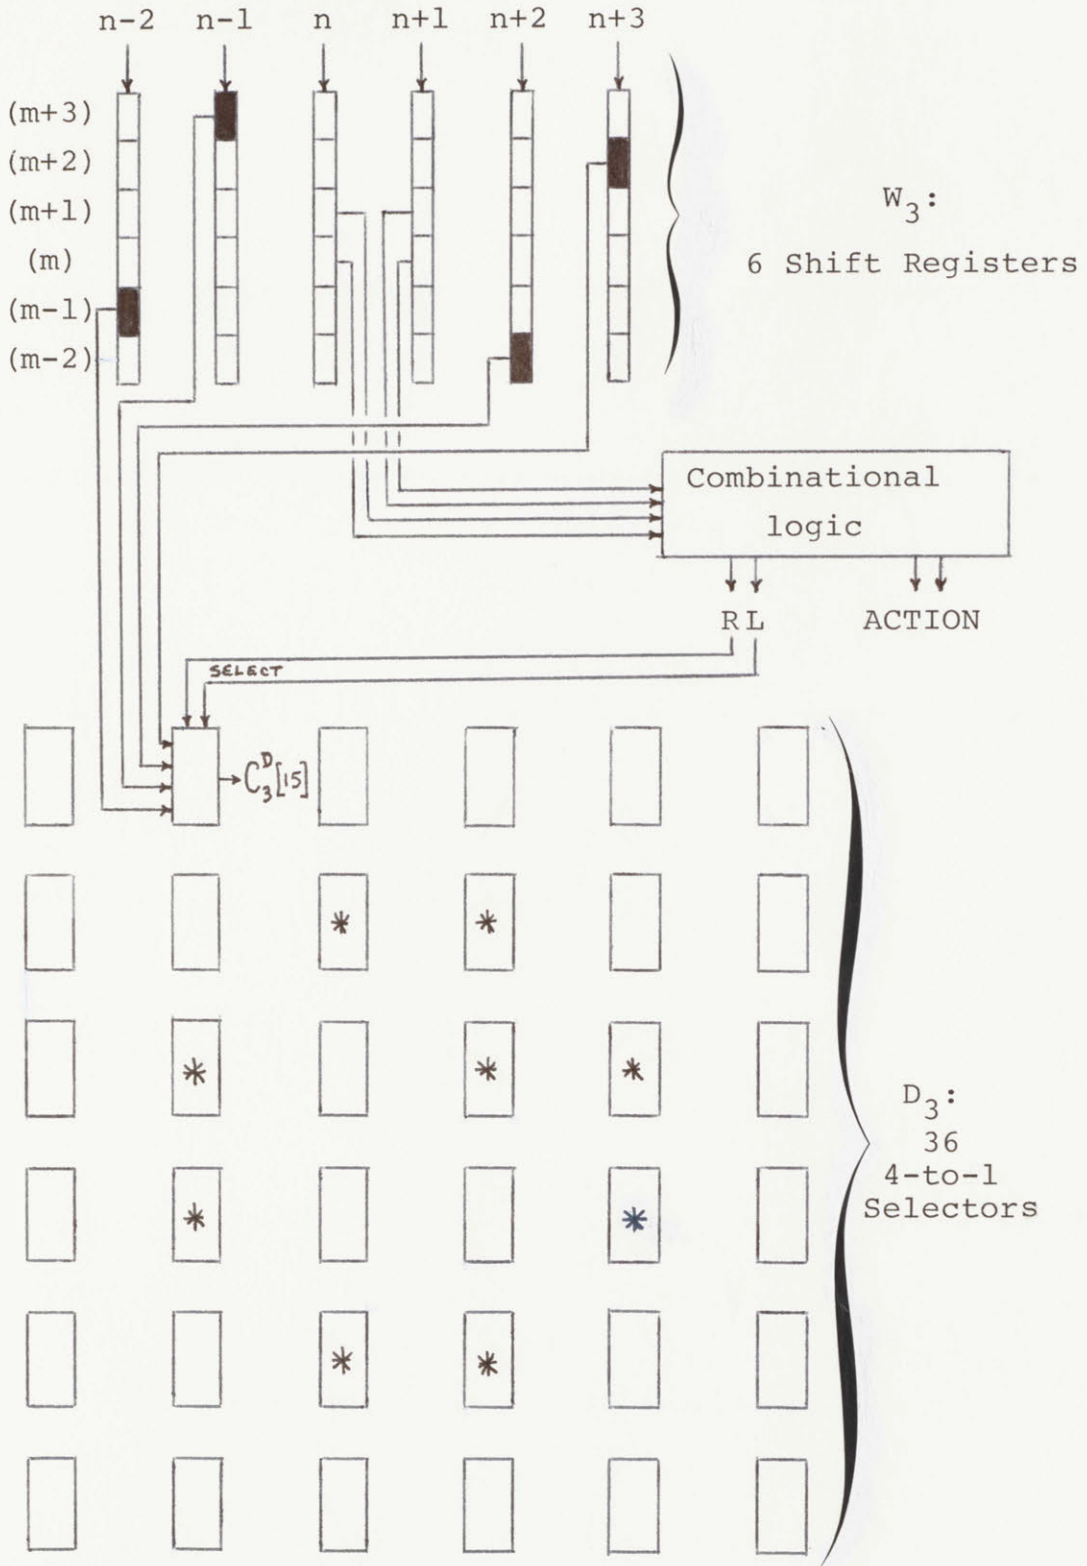 n-2 n-1 n n+1 n+2 n+3
(m+3)
(m+2)
(m+1)
(m)
(m-1)
(m-2)
W3:
6 Shift Registers
Combinational
logic
R L ACTION
SELECT
C3D[15]
* *
* * *
* *
* *
D3:
36
4-to-1
Selectors